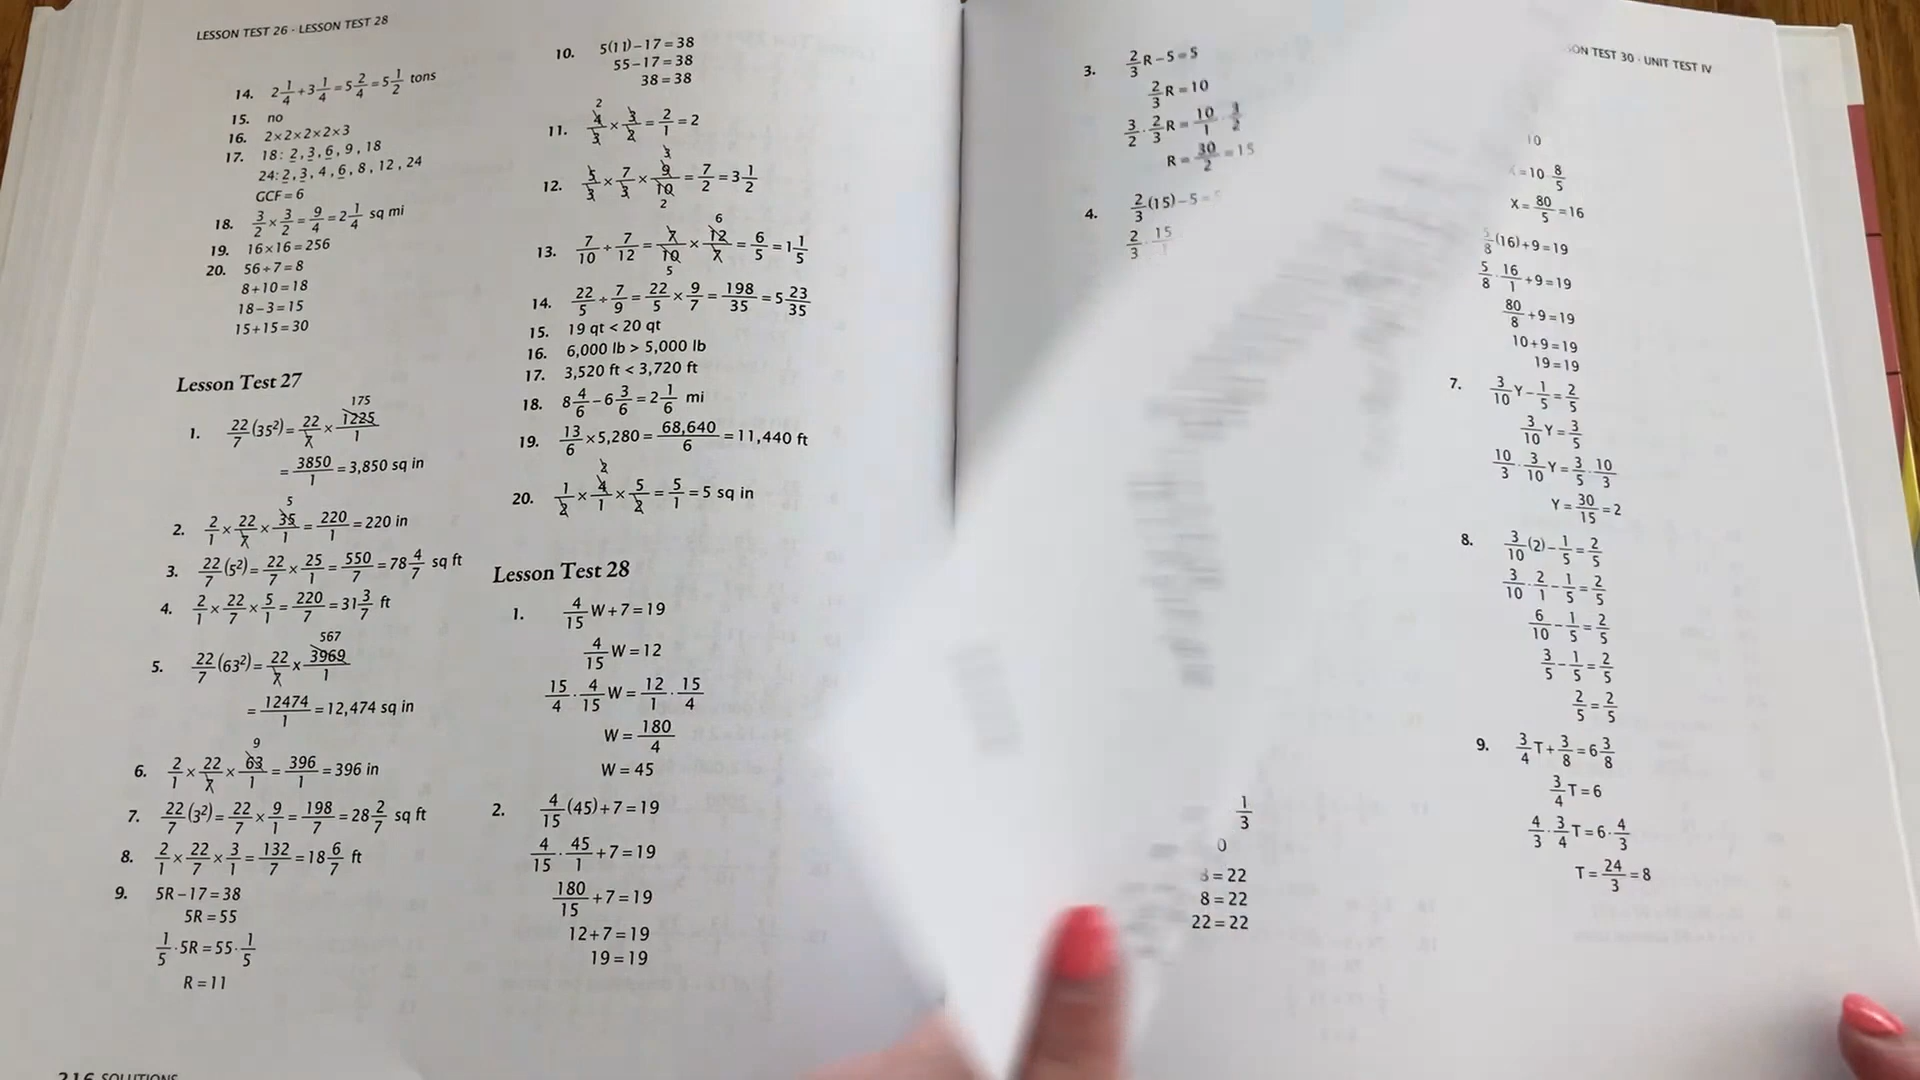 LESSON TEST 26 - LESSON TEST 28
14. 2 1/4 + 3 1/4 = 5 2/4 = 5 1/2 tons
15. no
16. 2×2×2×2×3
17. 18: 2, 3, 6, 9, 18
24: 2, 3, 4, 6, 8, 12, 24
GCF = 6
18. 3/2 × 3/2 = 9/4 = 2 1/4 sq mi
19. 16×16 = 256
20. 56÷7 = 8
8+10 = 18
18−3 = 15
15+15 = 30
Lesson Test 27
175
1. 22/7 (35²) = 22/7 × 1225/1
= 3850/1 = 3,850 sq in
5
2. 2/1 × 22/7 × 35/1 = 220/1 = 220 in
3. 22/7 (5²) = 22/7 × 25/1 = 550/7 = 78 4/7 sq ft
4. 2/1 × 22/7 × 5/1 = 220/7 = 31 3/7 ft
567
5. 22/7 (63²) = 22/7 × 3969/1
= 12474/1 = 12,474 sq in
9
6. 2/1 × 22/7 × 63/1 = 396/1 = 396 in
7. 22/7 (3²) = 22/7 × 9/1 = 198/7 = 28 2/7 sq ft
8. 2/1 × 22/7 × 3/1 = 132/7 = 18 6/7 ft
9. 5R−17 = 38
5R = 55
1/5 · 5R = 55 · 1/5
R = 11
216 SOLUTIONS
10. 5(11)−17 = 38
55−17 = 38
38 = 38
2
11. 4/3 × 3/2 = 2/1 = 2
3
12. 5/3 × 7/3 × 9/10 = 7/2 = 3 1/2
2
6
13. 7/10 ÷ 7/12 = 7/10 × 12/7 = 6/5 = 1 1/5
5
14. 22/5 ÷ 7/9 = 22/5 × 9/7 = 198/35 = 5 23/35
15. 19 qt < 20 qt
16. 6,000 lb > 5,000 lb
17. 3,520 ft < 3,720 ft
18. 8 4/6 − 6 3/6 = 2 1/6 mi
19. 13/6 × 5,280 = 68,640/6 = 11,440 ft
2
20. 1/2 × 4/1 × 5/2 = 5/1 = 5 sq in
Lesson Test 28
1. 4/15 W + 7 = 19
4/15 W = 12
15/4 · 4/15 W = 12/1 · 15/4
W = 180/4
W = 45
2. 4/15 (45) + 7 = 19
4/15 · 45/1 + 7 = 19
180/15 + 7 = 19
12+7 = 19
19 = 19
3. 2/3 R − 5 = 5
2/3 R = 10
3/2 · 2/3 R = 10/1 · 3/2
R = 30/2 = 15
4. 2/3 (15) − 5 =
2/3 · 15
1/3
0
= 22
8 = 22
22 = 22
TEST 30 - UNIT TEST IV
10
= 10 8/5
X = 80/5 = 16
5/8 (16) + 9 = 19
5/8 · 16/1 + 9 = 19
80/8 + 9 = 19
10+9 = 19
19 = 19
7. 3/10 Y − 1/5 = 2/5
3/10 Y = 3/5
10/3 · 3/10 Y = 3/5 · 10/3
Y = 30/15 = 2
8. 3/10 (2) − 1/5 = 2/5
3/10 · 2/1 − 1/5 = 2/5
6/10 − 1/5 = 2/5
3/5 − 1/5 = 2/5
2/5 = 2/5
9. 3/4 T + 3/8 = 6 3/8
3/4 T = 6
4/3 · 3/4 T = 6 · 4/3
T = 24/3 = 8